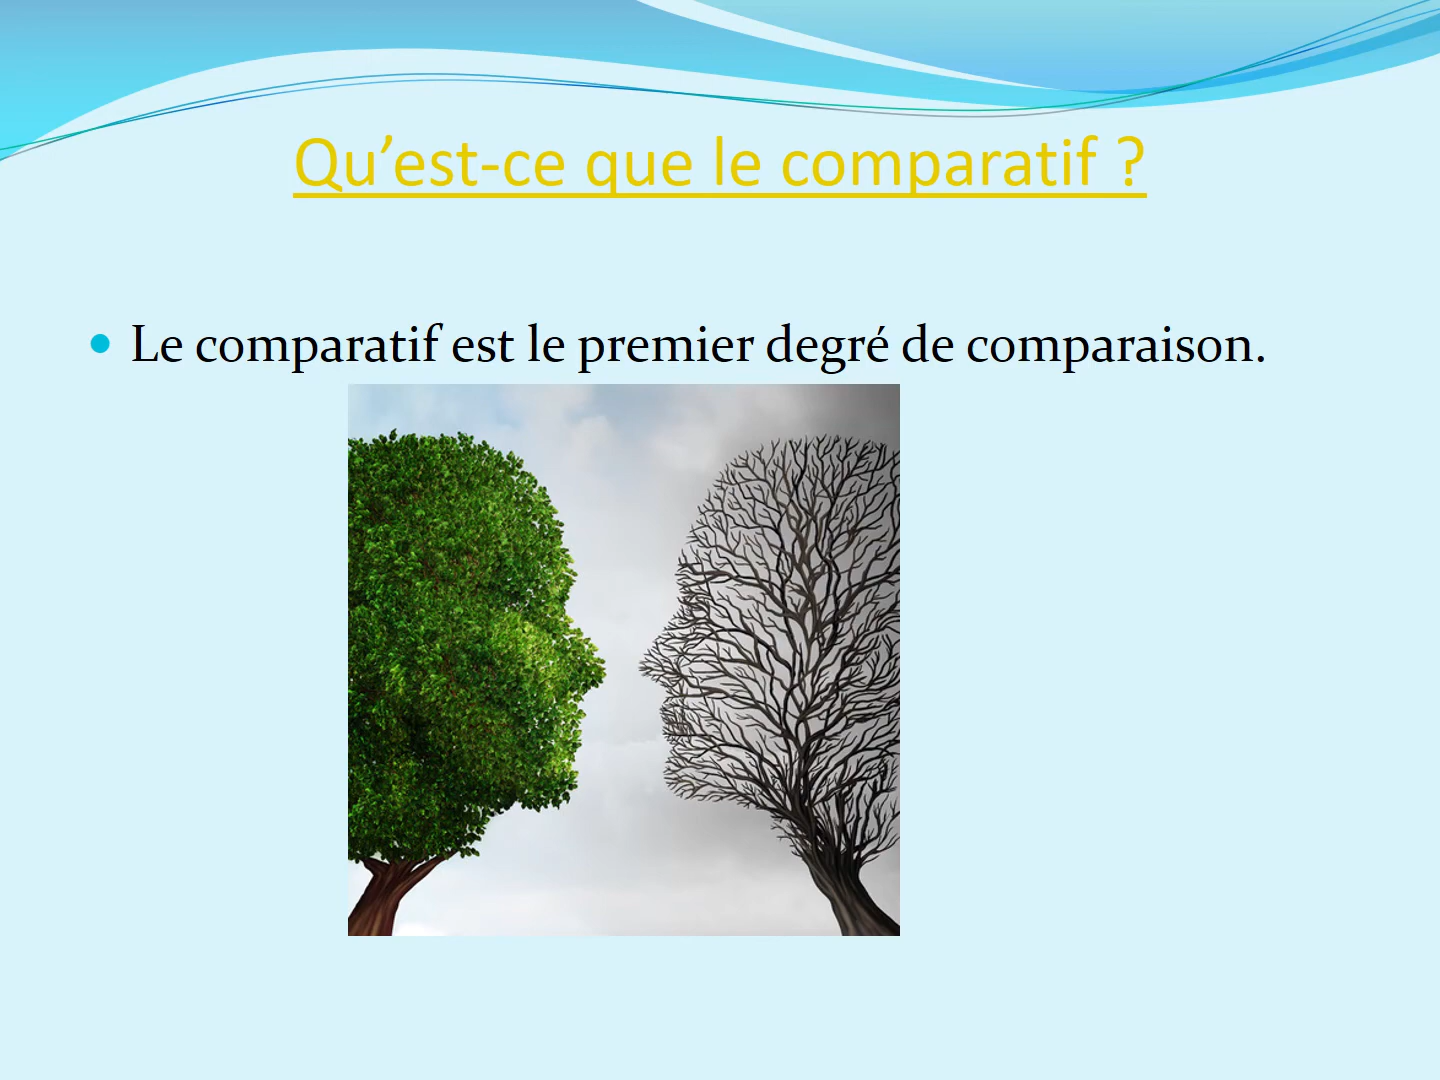 Qu’est-ce que le comparatif ?
Le comparatif est le premier degré de comparaison.